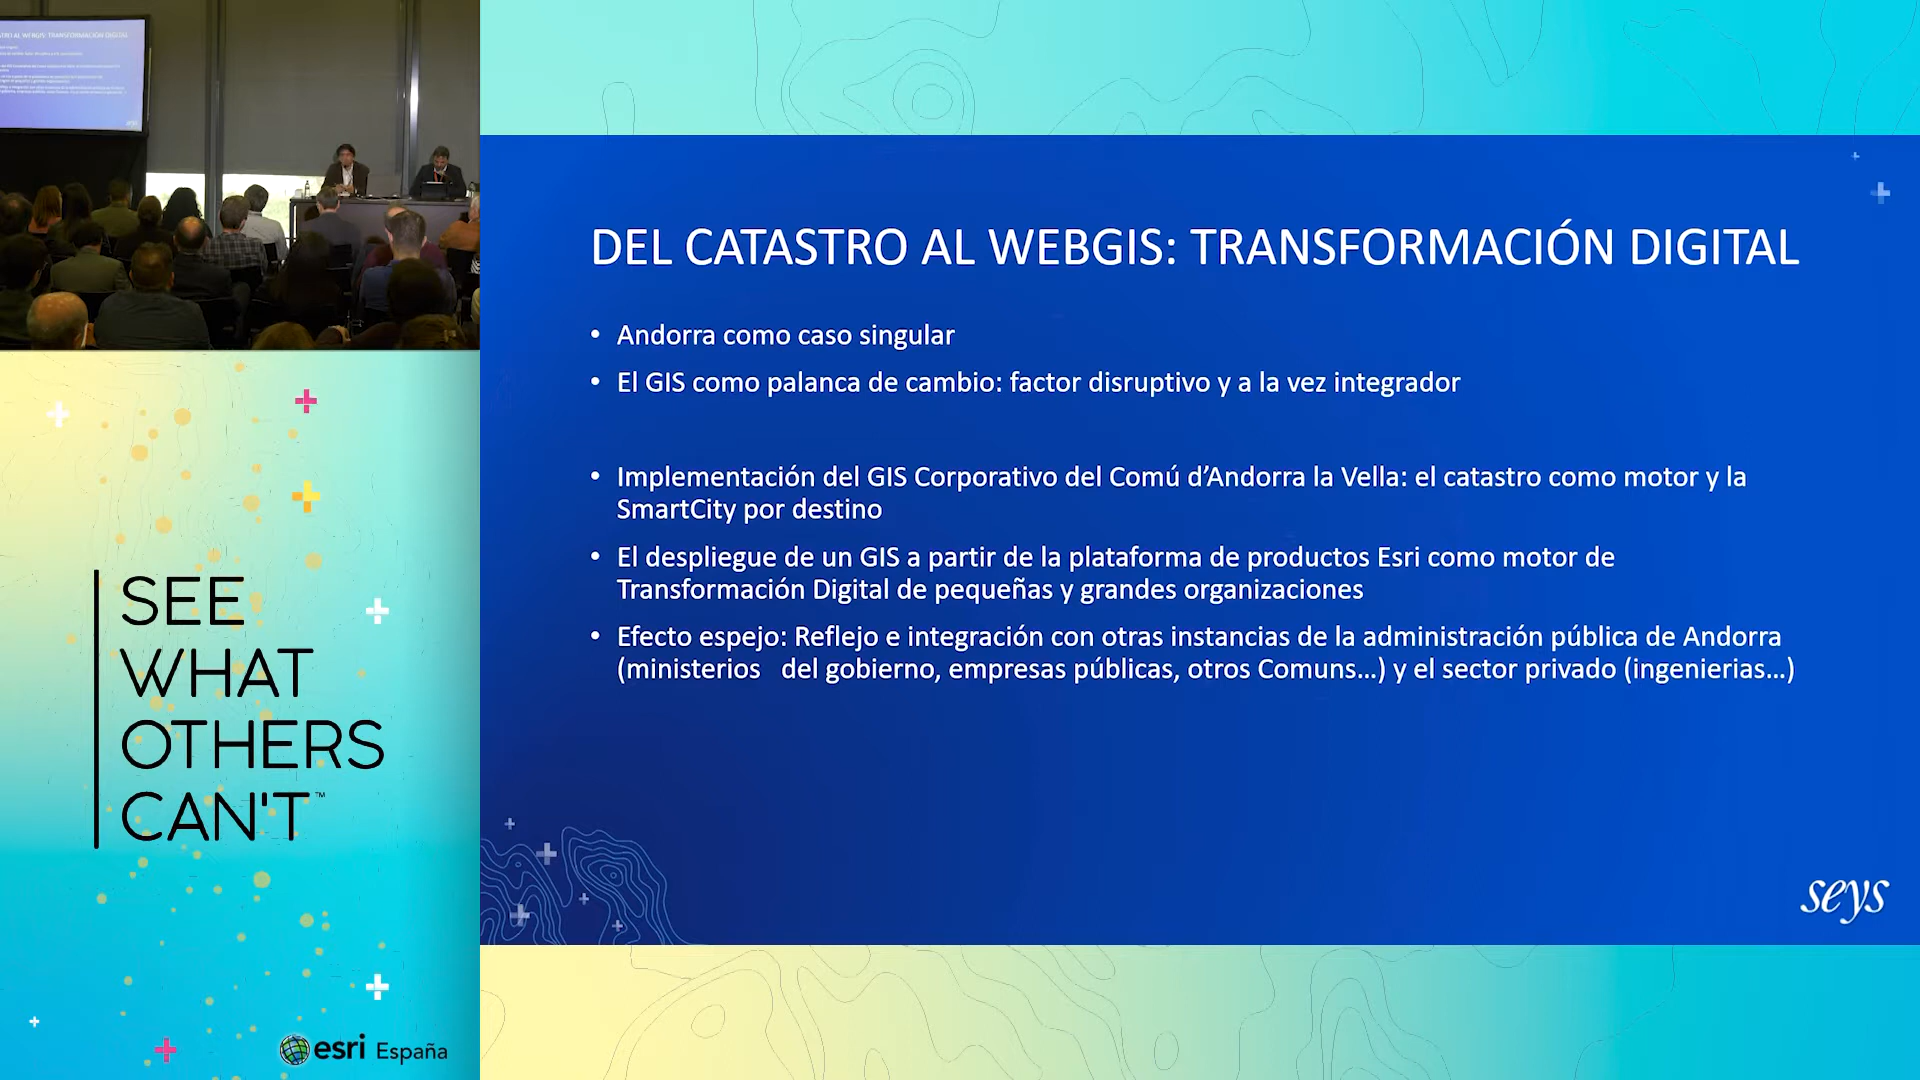 DEL CATASTRO AL WEBGIS: TRANSFORMACIÓN DIGITAL
• Andorra como caso singular
• El GIS como palanca de cambio: factor disruptivo y a la vez integrador
• Implementación del GIS Corporativo del Comú d’Andorra la Vella: el catastro como motor y la
SmartCity por destino
• El despliegue de un GIS a partir de la plataforma de productos Esri como motor de
Transformación Digital de pequeñas y grandes organizaciones
• Efecto espejo: Reflejo e integración con otras instancias de la administración pública de Andorra
(ministerios   del gobierno, empresas públicas, otros Comuns...) y el sector privado (ingenierias...)
seys
SEE
WHAT
OTHERS
CAN'T™
esri España